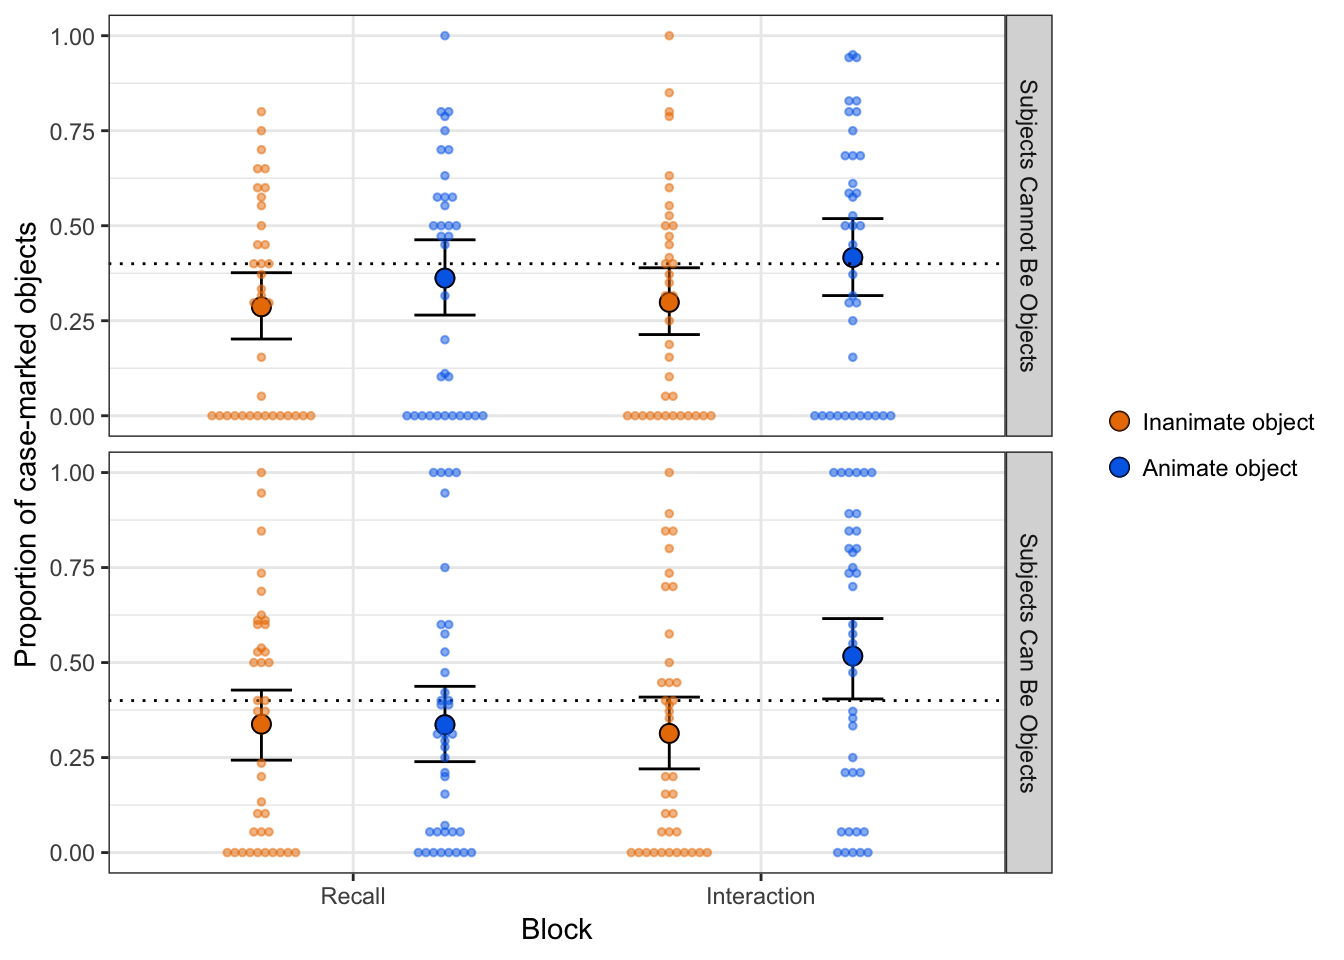 Proportion of case-marked objects
1.00
0.75
0.50
0.25
0.00
Subjects Cannot Be Objects
1.00
0.75
0.50
0.25
0.00
Subjects Can Be Objects
Recall
Interaction
Block
Inanimate object
Animate object